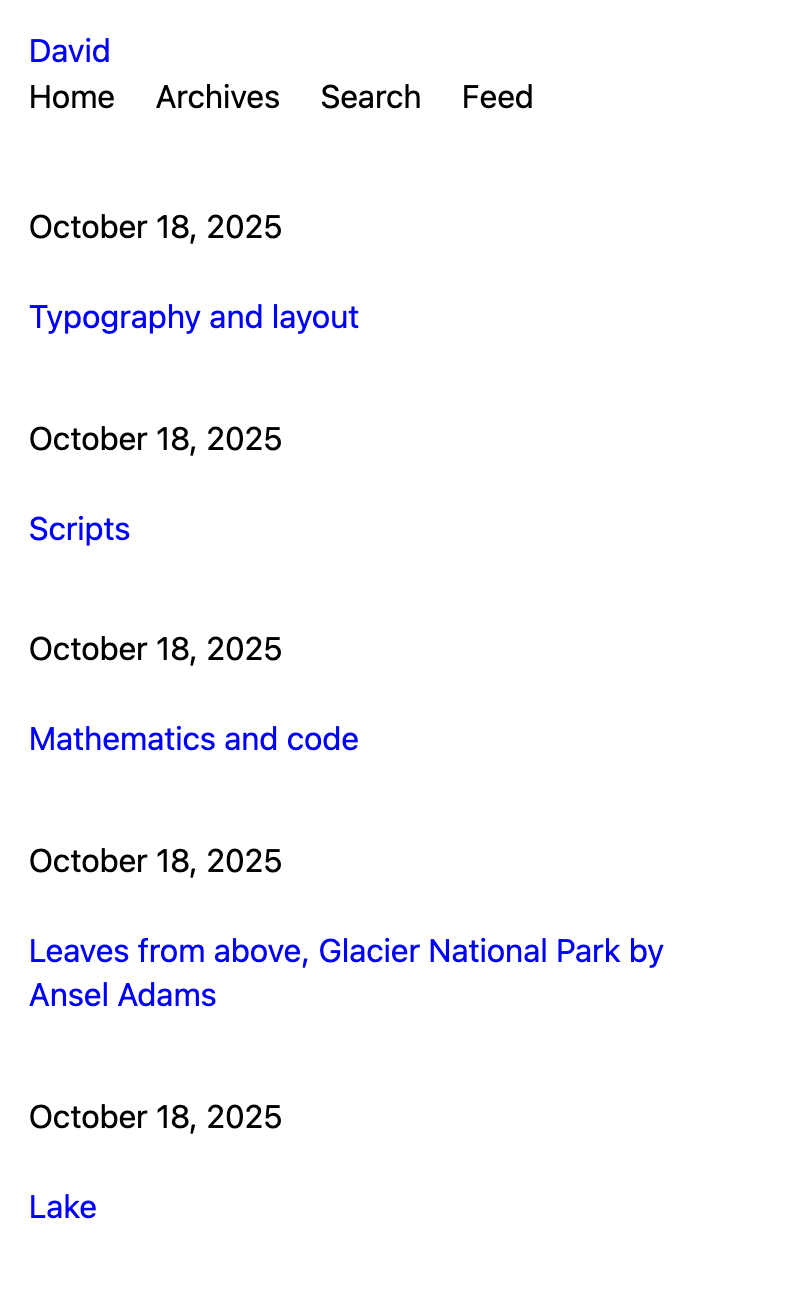 David
Home Archives Search Feed
October 18, 2025
Typography and layout
October 18, 2025
Scripts
October 18, 2025
Mathematics and code
October 18, 2025
Leaves from above, Glacier National Park by
Ansel Adams
October 18, 2025
Lake